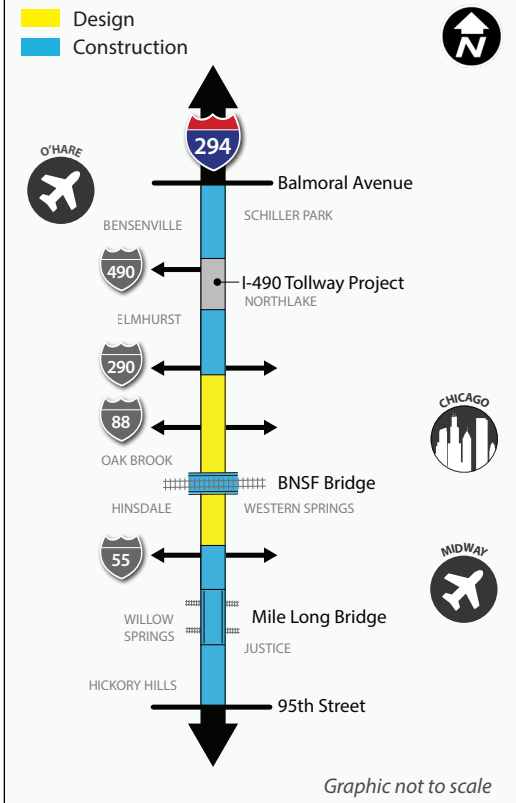 Design
Construction
N
294
O'HARE
Balmoral Avenue
BENSENVILLE
SCHILLER PARK
490
I-490 Tollway Project
NORTHLAKE
ELMHURST
290
88
CHICAGO
OAK BROOK
BNSF Bridge
HINSDALE
WESTERN SPRINGS
55
MIDWAY
WILLOW
SPRINGS
Mile Long Bridge
JUSTICE
HICKORY HILLS
95th Street
Graphic not to scale